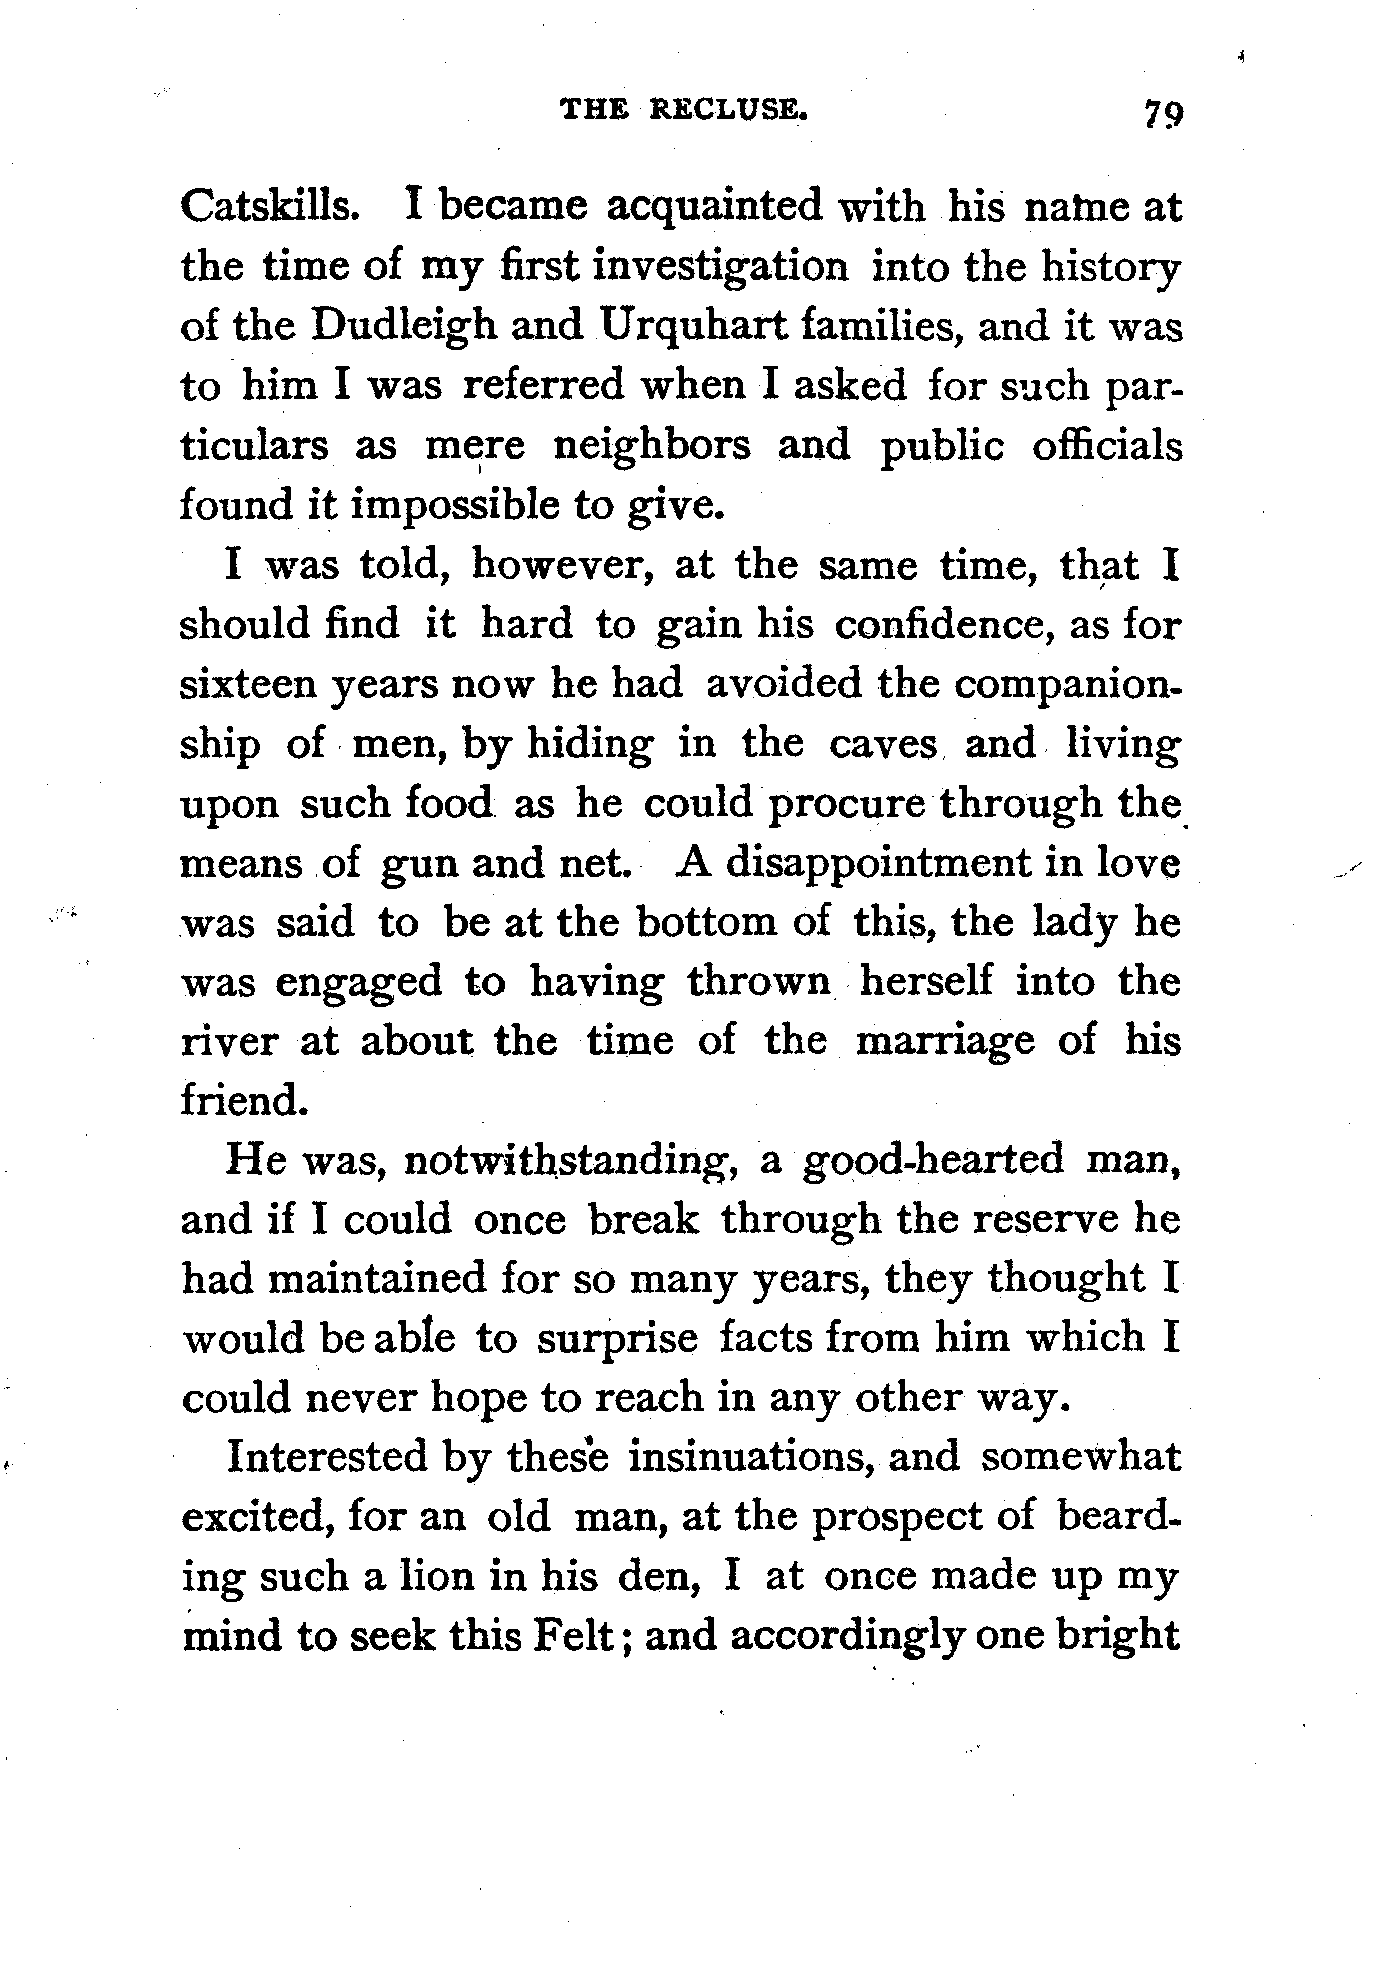 THE RECLUSE. 79
Catskills. I became acquainted with his name at
the time of my first investigation into the history
of the Dudleigh and Urquhart families, and it was
to him I was referred when I asked for such par-
ticulars as mere neighbors and public officials
found it impossible to give.
I was told, however, at the same time, that I
should find it hard to gain his confidence, as for
sixteen years now he had avoided the companion-
ship of men, by hiding in the caves and living
upon such food as he could procure through the
means of gun and net. A disappointment in love
was said to be at the bottom of this, the lady he
was engaged to having thrown herself into the
river at about the time of the marriage of his
friend.
He was, notwithstanding, a good-hearted man,
and if I could once break through the reserve he
had maintained for so many years, they thought I
would be able to surprise facts from him which I
could never hope to reach in any other way.
Interested by these insinuations, and somewhat
excited, for an old man, at the prospect of beard-
ing such a lion in his den, I at once made up my
mind to seek this Felt; and accordingly one bright